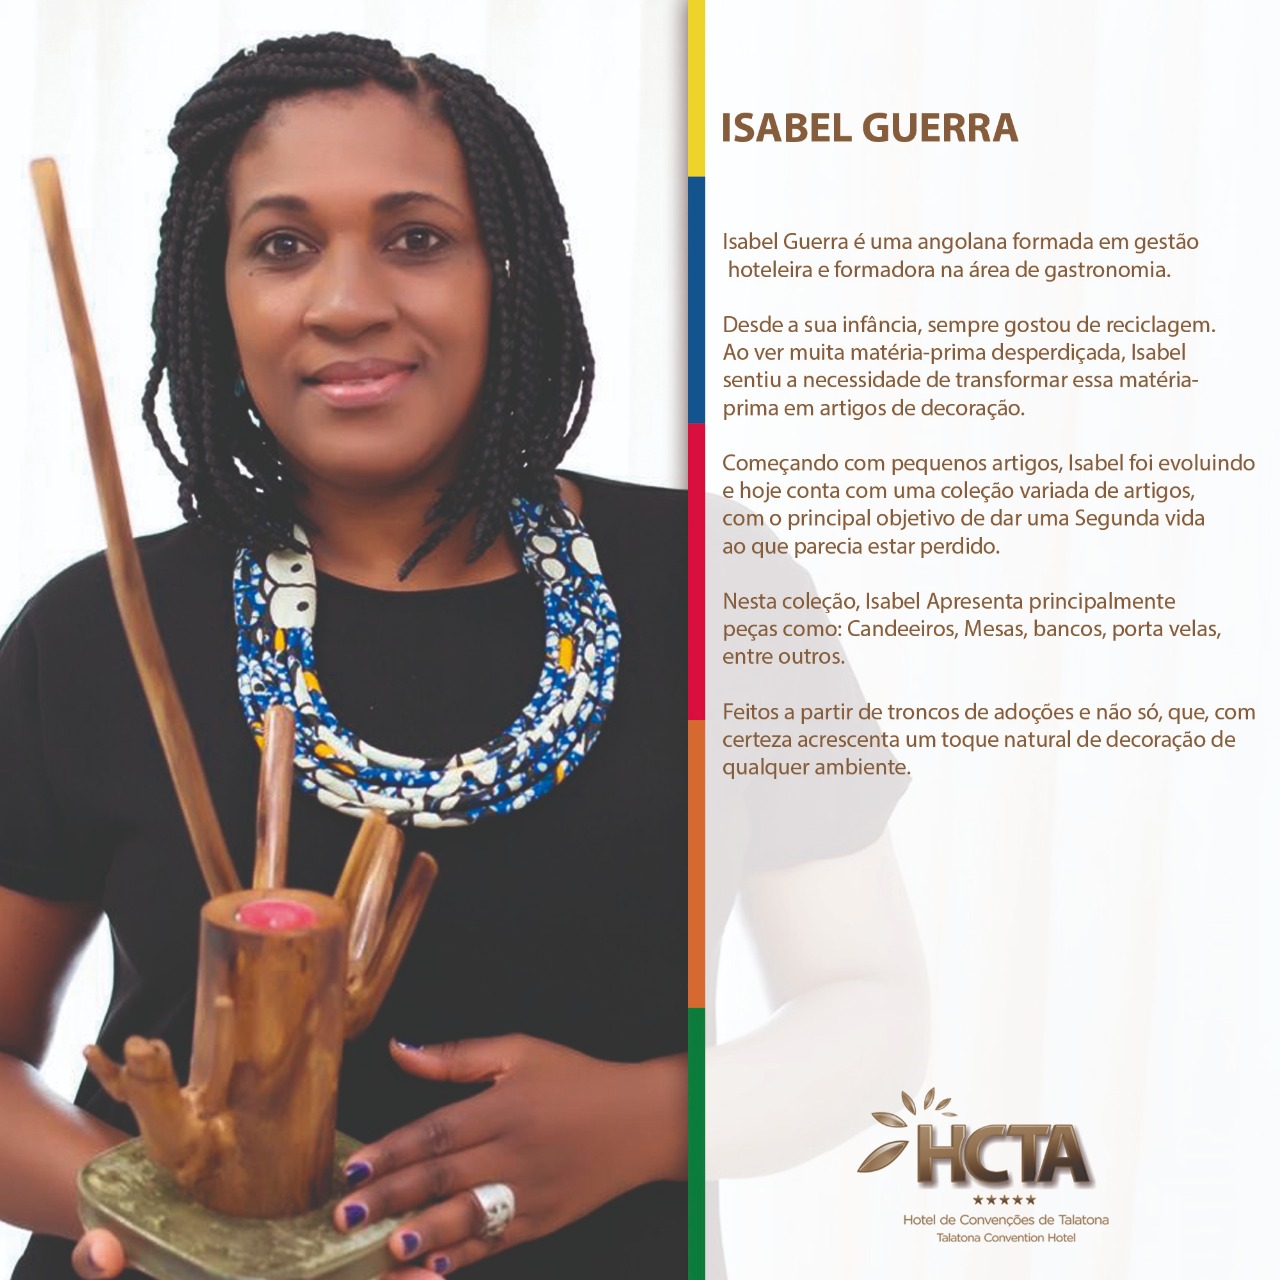 ISABEL GUERRA
Isabel Guerra é uma angolana formada em gestão
hoteleira e formadora na área de gastronomia.
Desde a sua infância, sempre gostou de reciclagem.
Ao ver muita matéria-prima desperdiçada, Isabel
sentiu a necessidade de transformar essa matéria-
prima em artigos de decoração.
Começando com pequenos artigos, Isabel foi evoluindo
e hoje conta com uma coleção variada de artigos,
com o principal objetivo de dar uma Segunda vida
ao que parecia estar perdido.
Nesta coleção, Isabel Apresenta principalmente
peças como: Candeeiros, Mesas, bancos, porta velas,
entre outros.
Feitos a partir de troncos de adoções e não só, que, com
certeza acrescenta um toque natural de decoração de
qualquer ambiente.
HCTA
Hotel de Convenções de Talatona
Talatona Convention Hotel